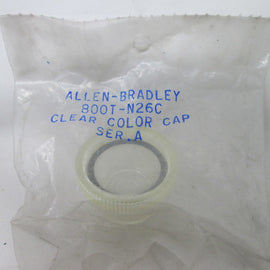 ALLEN-BRADLEY
800T-N26C
CLEAR COLOR CAP
SER.A